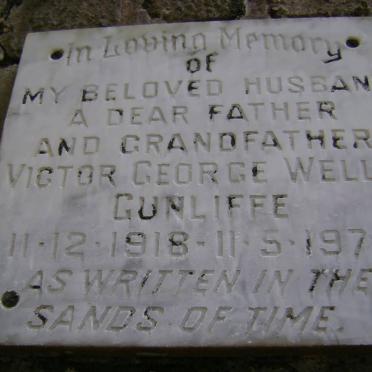 In Loving Memory
OF
MY BELOVED HUSBAN
A DEAR FATHER
AND GRANDFATHER
VICTOR GEORGE WELL
CUNLIFFE
11·12·1918-11·5·197
AS WRITTEN IN THE
SANDS OF TIME.